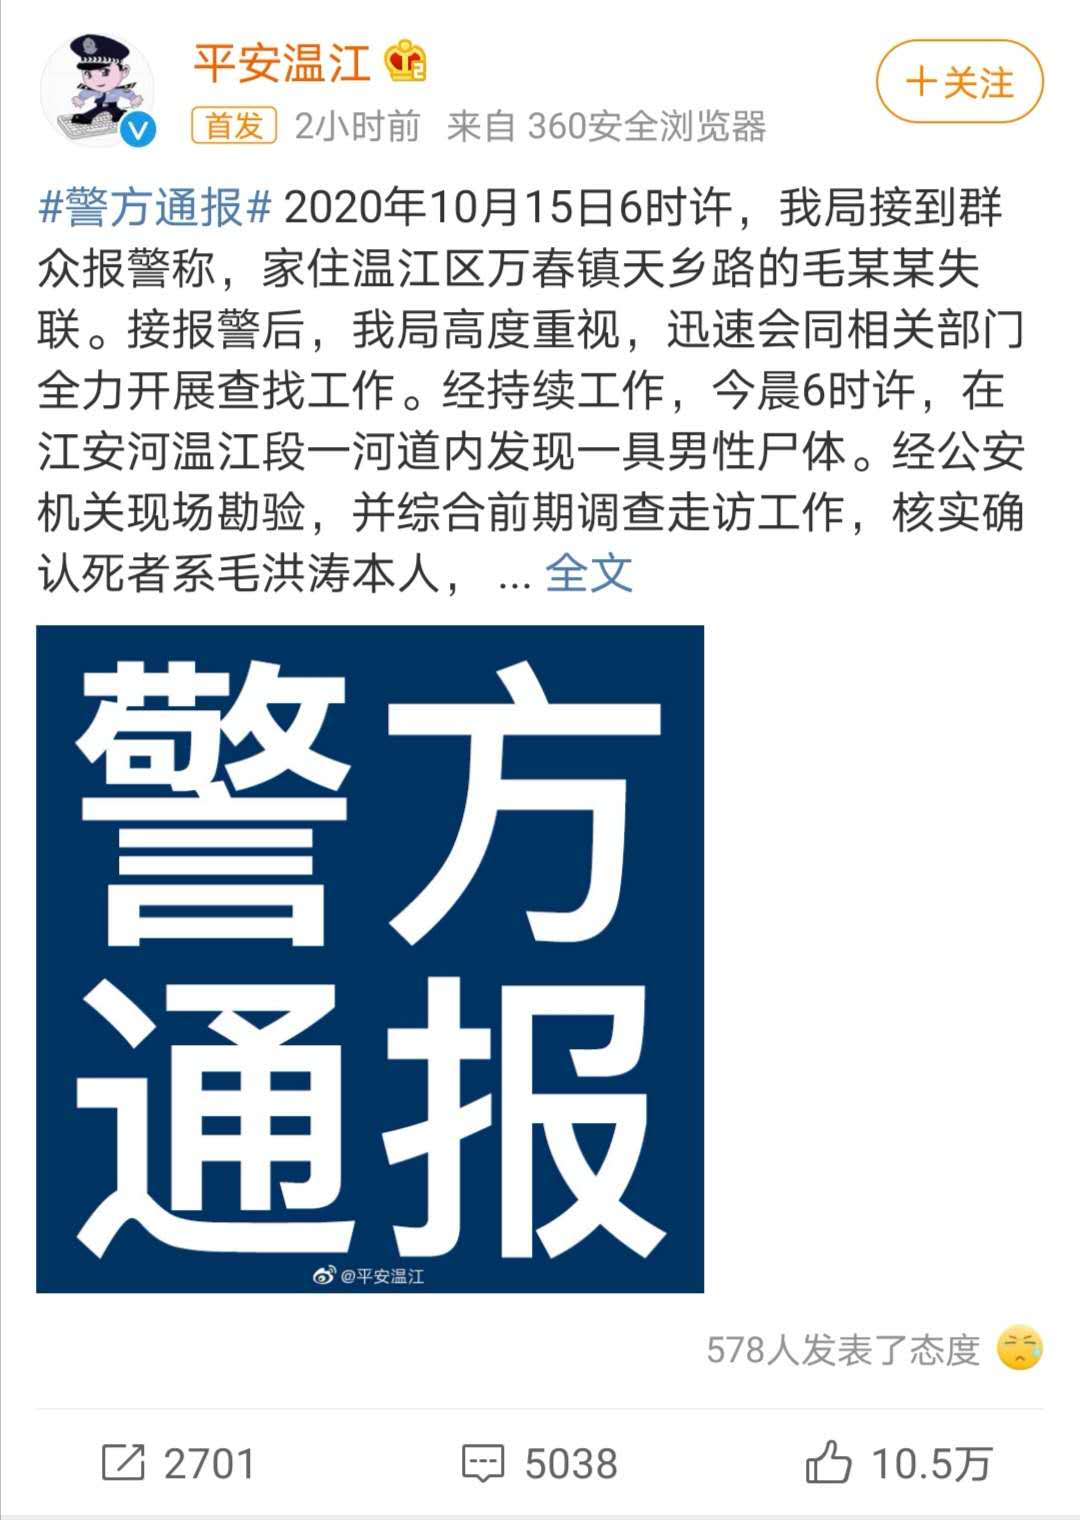 平安温江
+关注
首发 2小时前 来自 360安全浏览器
#警方通报# 2020年10月15日6时许，我局接到群
众报警称，家住温江区万春镇天乡路的毛某某失
联。接报警后，我局高度重视，迅速会同相关部门
全力开展查找工作。经持续工作，今晨6时许，在
江安河温江段一河道内发现一具男性尸体。经公安
机关现场勘验，并综合前期调查走访工作，核实确
认死者系毛洪涛本人，... 全文
警方
通报
@平安温江
578人发表了态度
2701 5038 10.5万